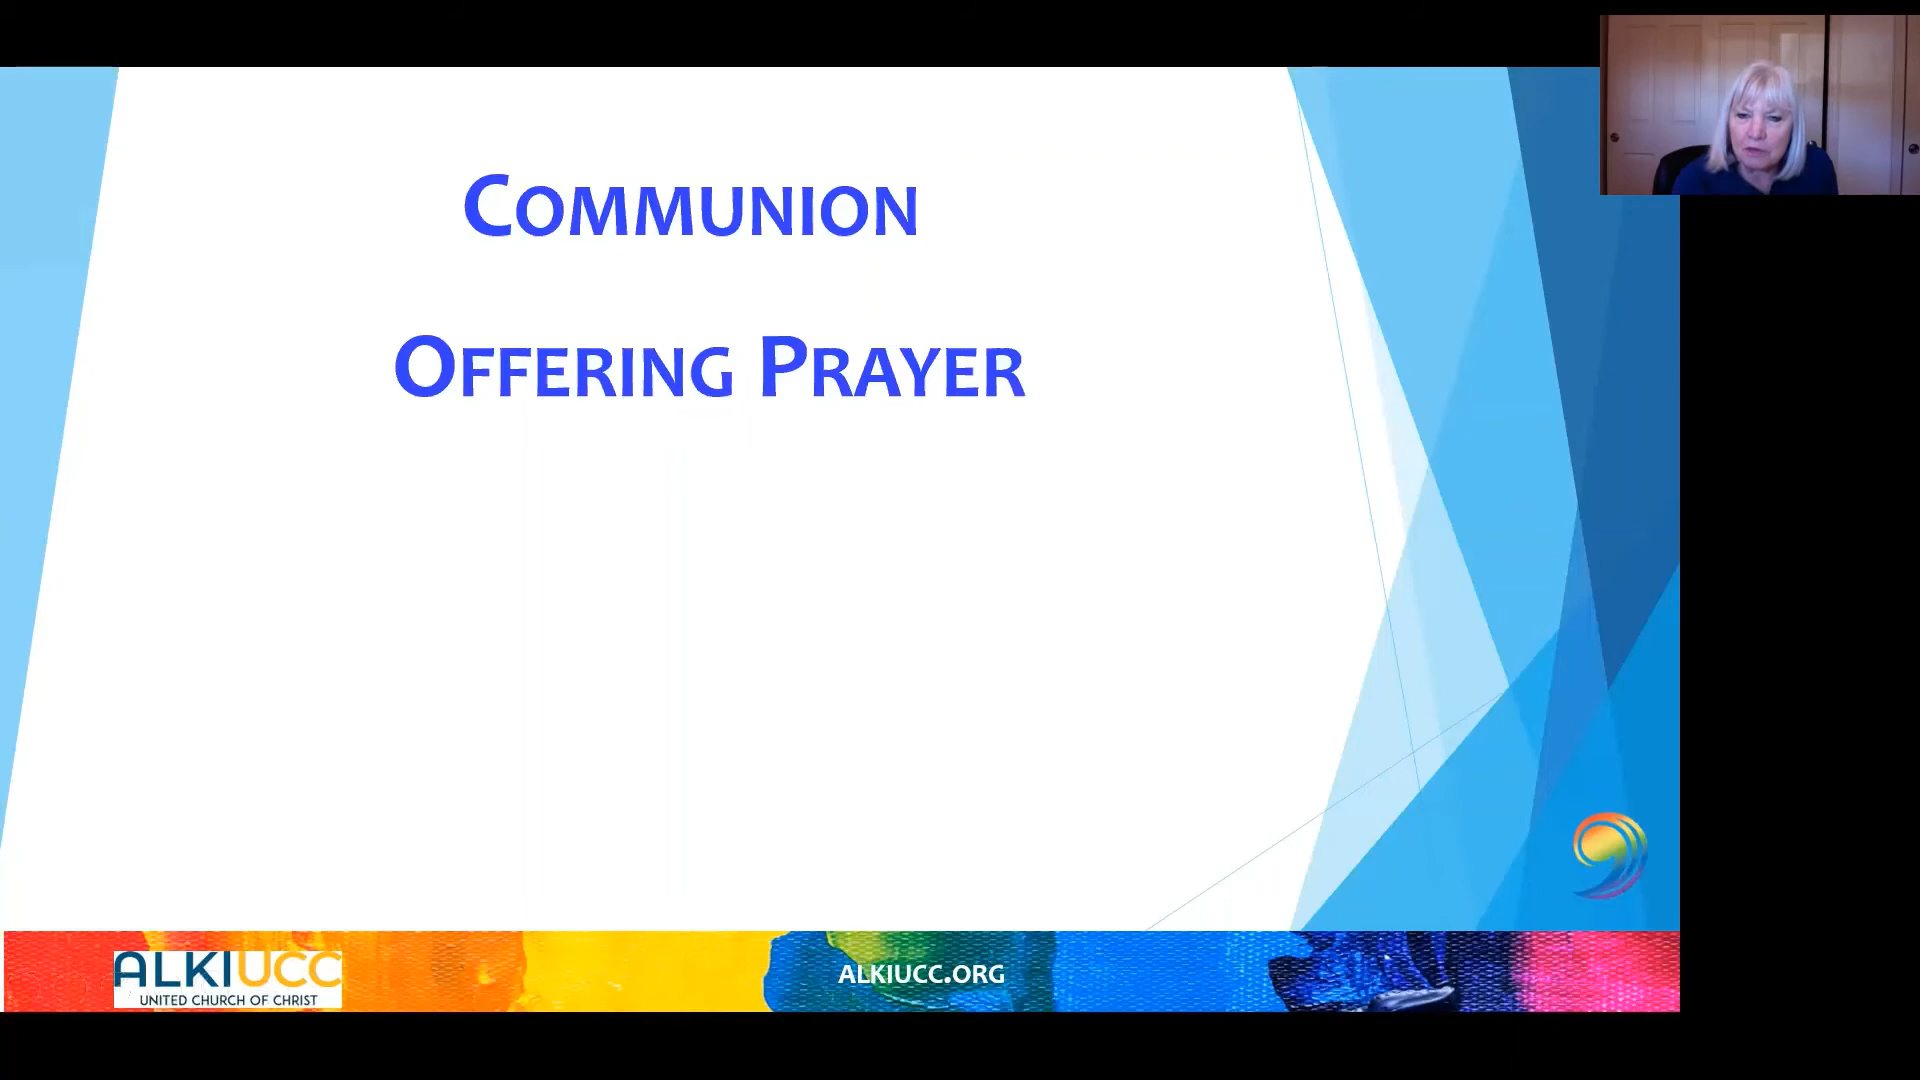 COMMUNION
OFFERING PRAYER
ALKIUCC
UNITED CHURCH OF CHRIST
ALKIUCC.ORG